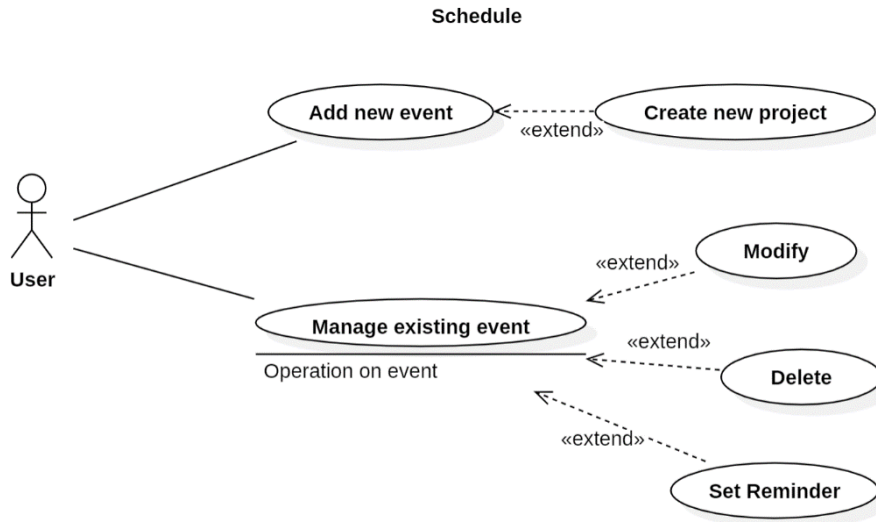 Schedule
Add new event
«extend»
Create new project
User
Modify
«extend»
Manage existing event
Operation on event
«extend»
Delete
«extend»
Set Reminder